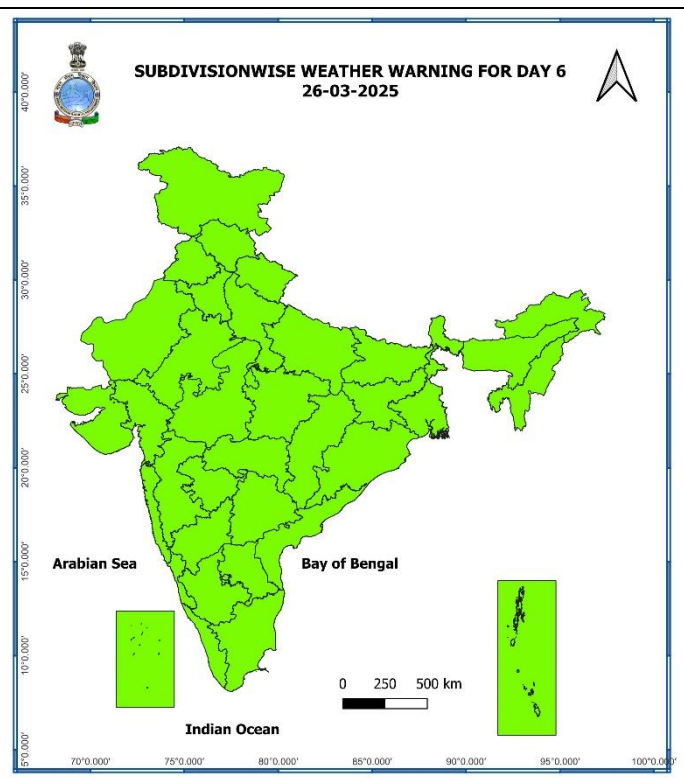 SUBDIVISIONWISE WEATHER WARNING FOR DAY 6
26-03-2025
40°0.000'
35°0.000'
30°0.000'
25°0.000'
20°0.000'
15°0.000'
10°0.000'
5°0.000'
Arabian Sea
Bay of Bengal
0 250 500 km
Indian Ocean
70°0.000' 75°0.000' 80°0.000' 85°0.000' 90°0.000' 95°0.000' 100°0.000'